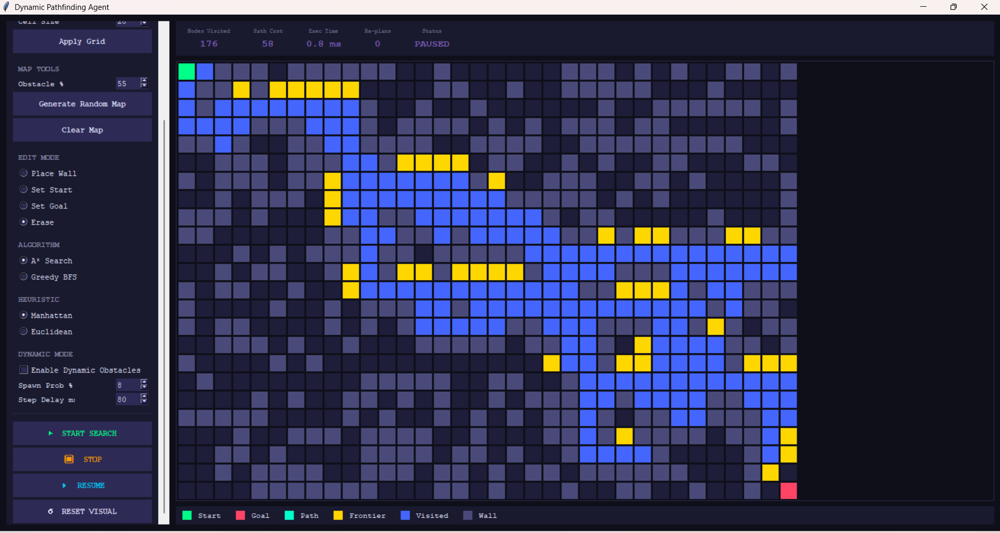 Dynamic Pathfinding Agent
Cell Size 20
Apply Grid
MAP TOOLS
Obstacle % 55
Generate Random Map
Clear Map
EDIT MODE
Place Wall
Set Start
Set Goal
Erase
ALGORITHM
A* Search
Greedy BFS
HEURISTIC
Manhattan
Euclidean
DYNAMIC MODE
Enable Dynamic Obstacles
Spawn Prob % 8
Step Delay ms 80
START SEARCH
STOP
RESUME
RESET VISUAL
Nodes Visited Path Cost Exec Time Re-plans Status
176 58 0.8 ms 0 PAUSED
Start Goal Path Frontier Visited Wall